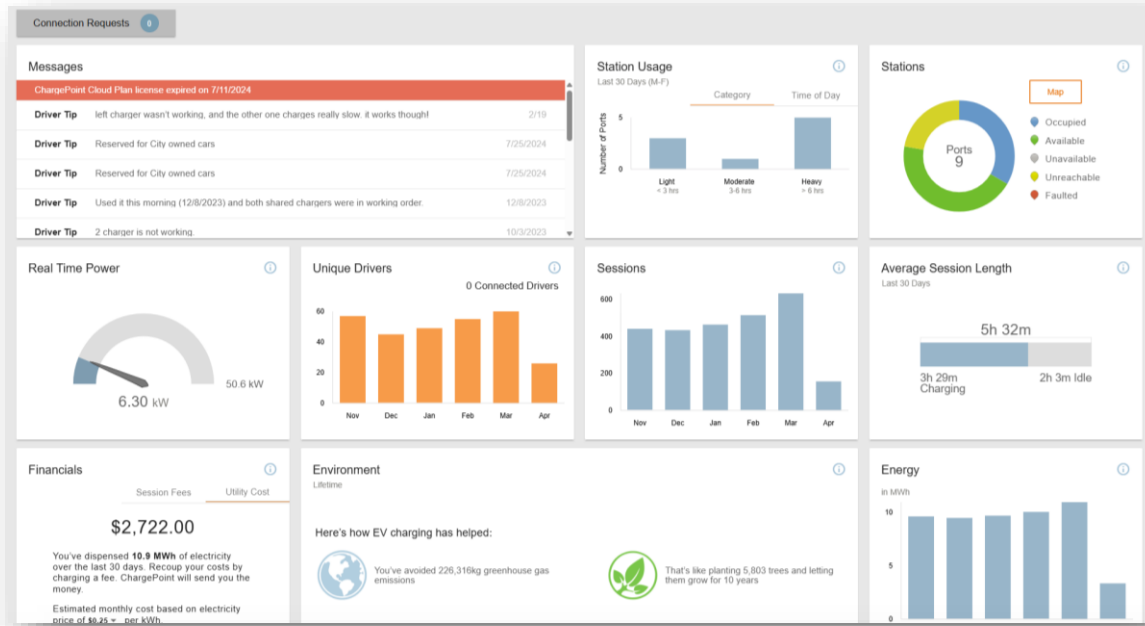 Connection Requests 0
Messages
ChargePoint Cloud Plan license expired on 7/11/2024
Driver Tip left charger wasn't working, and the other one charges really slow. it works though! 2/19
Driver Tip Reserved for City owned cars 7/25/2024
Driver Tip Reserved for City owned cars 7/25/2024
Driver Tip Used it this morning (12/8/2023) and both shared chargers were in working order. 12/8/2023
Driver Tip 2 charger is not working. 10/3/2023
Station Usage
Last 30 Days (M-F)
Category Time of Day
Number of Ports
5
0
Light Moderate Heavy
< 3 hrs 3-6 hrs > 6 hrs
Stations
Map
Ports
9
Occupied
Available
Unavailable
Unreachable
Faulted
Real Time Power
50.6 kW
6.30 kW
Unique Drivers
0 Connected Drivers
60
40
20
0
Nov Dec Jan Feb Mar Apr
Sessions
600
400
200
0
Nov Dec Jan Feb Mar Apr
Average Session Length
Last 30 Days
5h 32m
3h 29m 2h 3m Idle
Charging
Financials
Session Fees Utility Cost
$2,722.00
You've dispensed 10.9 MWh of electricity
over the last 30 days. Recoup your costs by
charging a fee. ChargePoint will send you the
money.
Estimated monthly cost based on electricity
price of $0.25 per kWh.
Environment
Lifetime
Here's how EV charging has helped:
You've avoided 226,316kg greenhouse gas
emissions
That's like planting 5,803 trees and letting
them grow for 10 years
Energy
in MWh
10
5
0